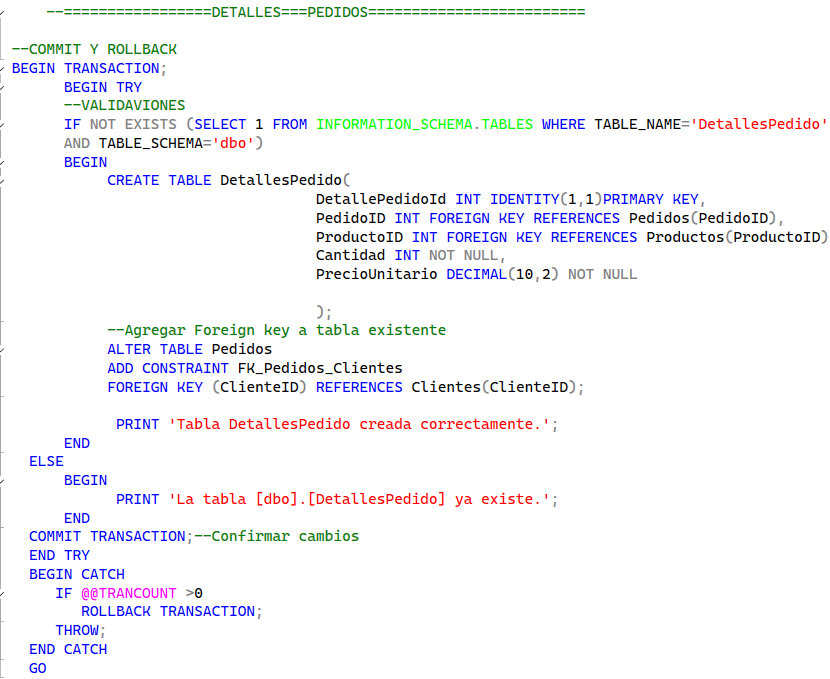 --=================DETALLES===PEDIDOS=========================
--COMMIT Y ROLLBACK
BEGIN TRANSACTION;
BEGIN TRY
--VALIDAVIONES
IF NOT EXISTS (SELECT 1 FROM INFORMATION_SCHEMA.TABLES WHERE TABLE_NAME='DetallesPedido'
AND TABLE_SCHEMA='dbo')
BEGIN
CREATE TABLE DetallesPedido(
DetallePedidoId INT IDENTITY(1,1)PRIMARY KEY,
PedidoID INT FOREIGN KEY REFERENCES Pedidos(PedidoID),
ProductoID INT FOREIGN KEY REFERENCES Productos(ProductoID)
Cantidad INT NOT NULL,
PrecioUnitario DECIMAL(10,2) NOT NULL
);
--Agregar Foreign key a tabla existente
ALTER TABLE Pedidos
ADD CONSTRAINT FK_Pedidos_Clientes
FOREIGN KEY (ClienteID) REFERENCES Clientes(ClienteID);
PRINT 'Tabla DetallesPedido creada correctamente.';
END
ELSE
BEGIN
PRINT 'La tabla [dbo].[DetallesPedido] ya existe.';
END
COMMIT TRANSACTION;--Confirmar cambios
END TRY
BEGIN CATCH
IF @@TRANCOUNT >0
ROLLBACK TRANSACTION;
THROW;
END CATCH
GO